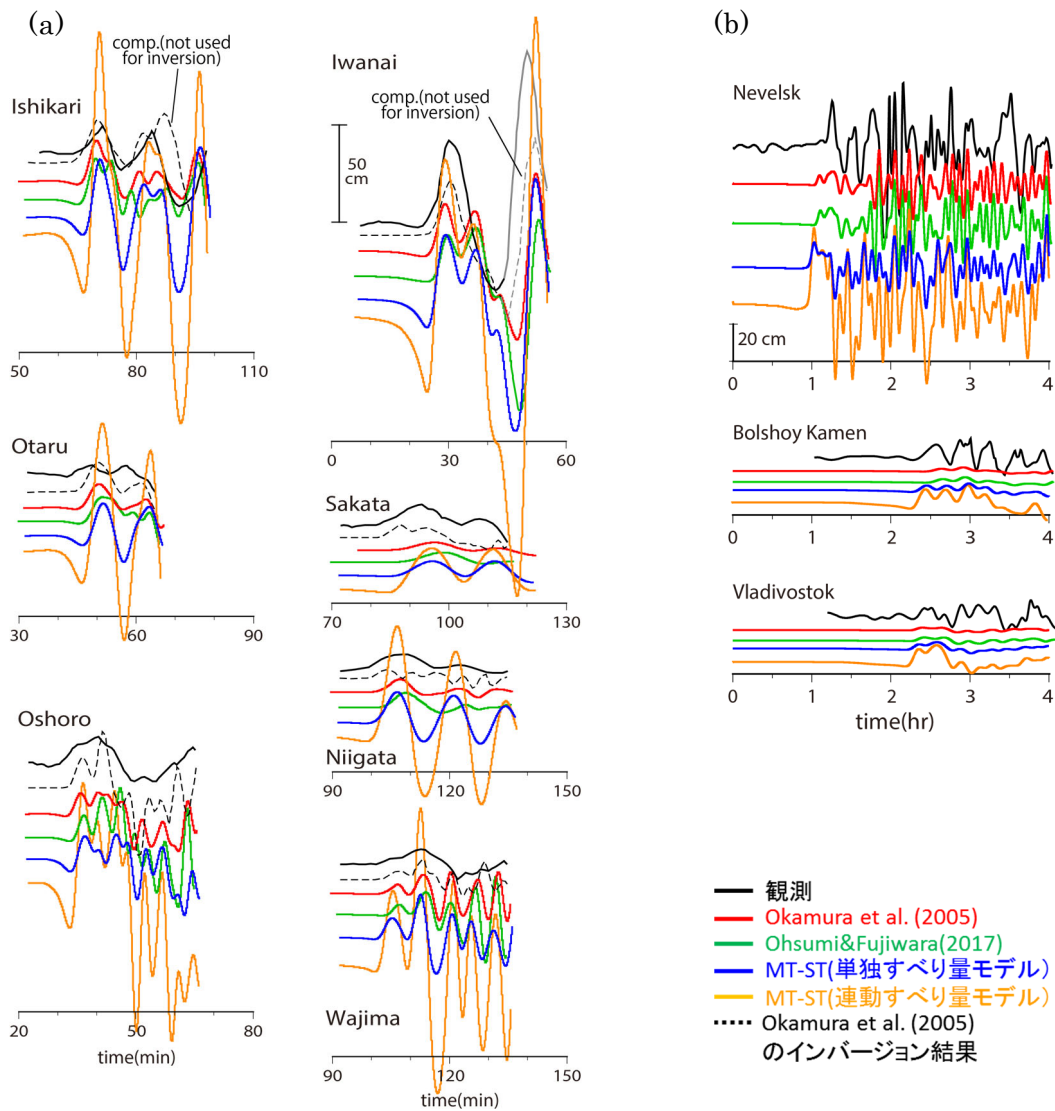 (a)
comp.(not used
for inversion)
Ishikari
50
80
110
Otaru
30
60
90
Oshoro
20
50
80
time(min)
Iwanai
comp.(not used
for inversion)
50
cm
0
30
60
Sakata
70
100
130
Niigata
90
120
150
Wajima
90
120
150
time(min)
(b)
Nevelsk
20 cm
0
1
2
3
4
Bolshoy Kamen
0
1
2
3
4
Vladivostok
0
1
2
3
4
time(hr)
観測
Okamura et al. (2005)
Ohsumi&Fujiwara(2017)
MT-ST(単独すべり量モデル)
MT-ST(連動すべり量モデル)
Okamura et al. (2005)
のインバージョン結果